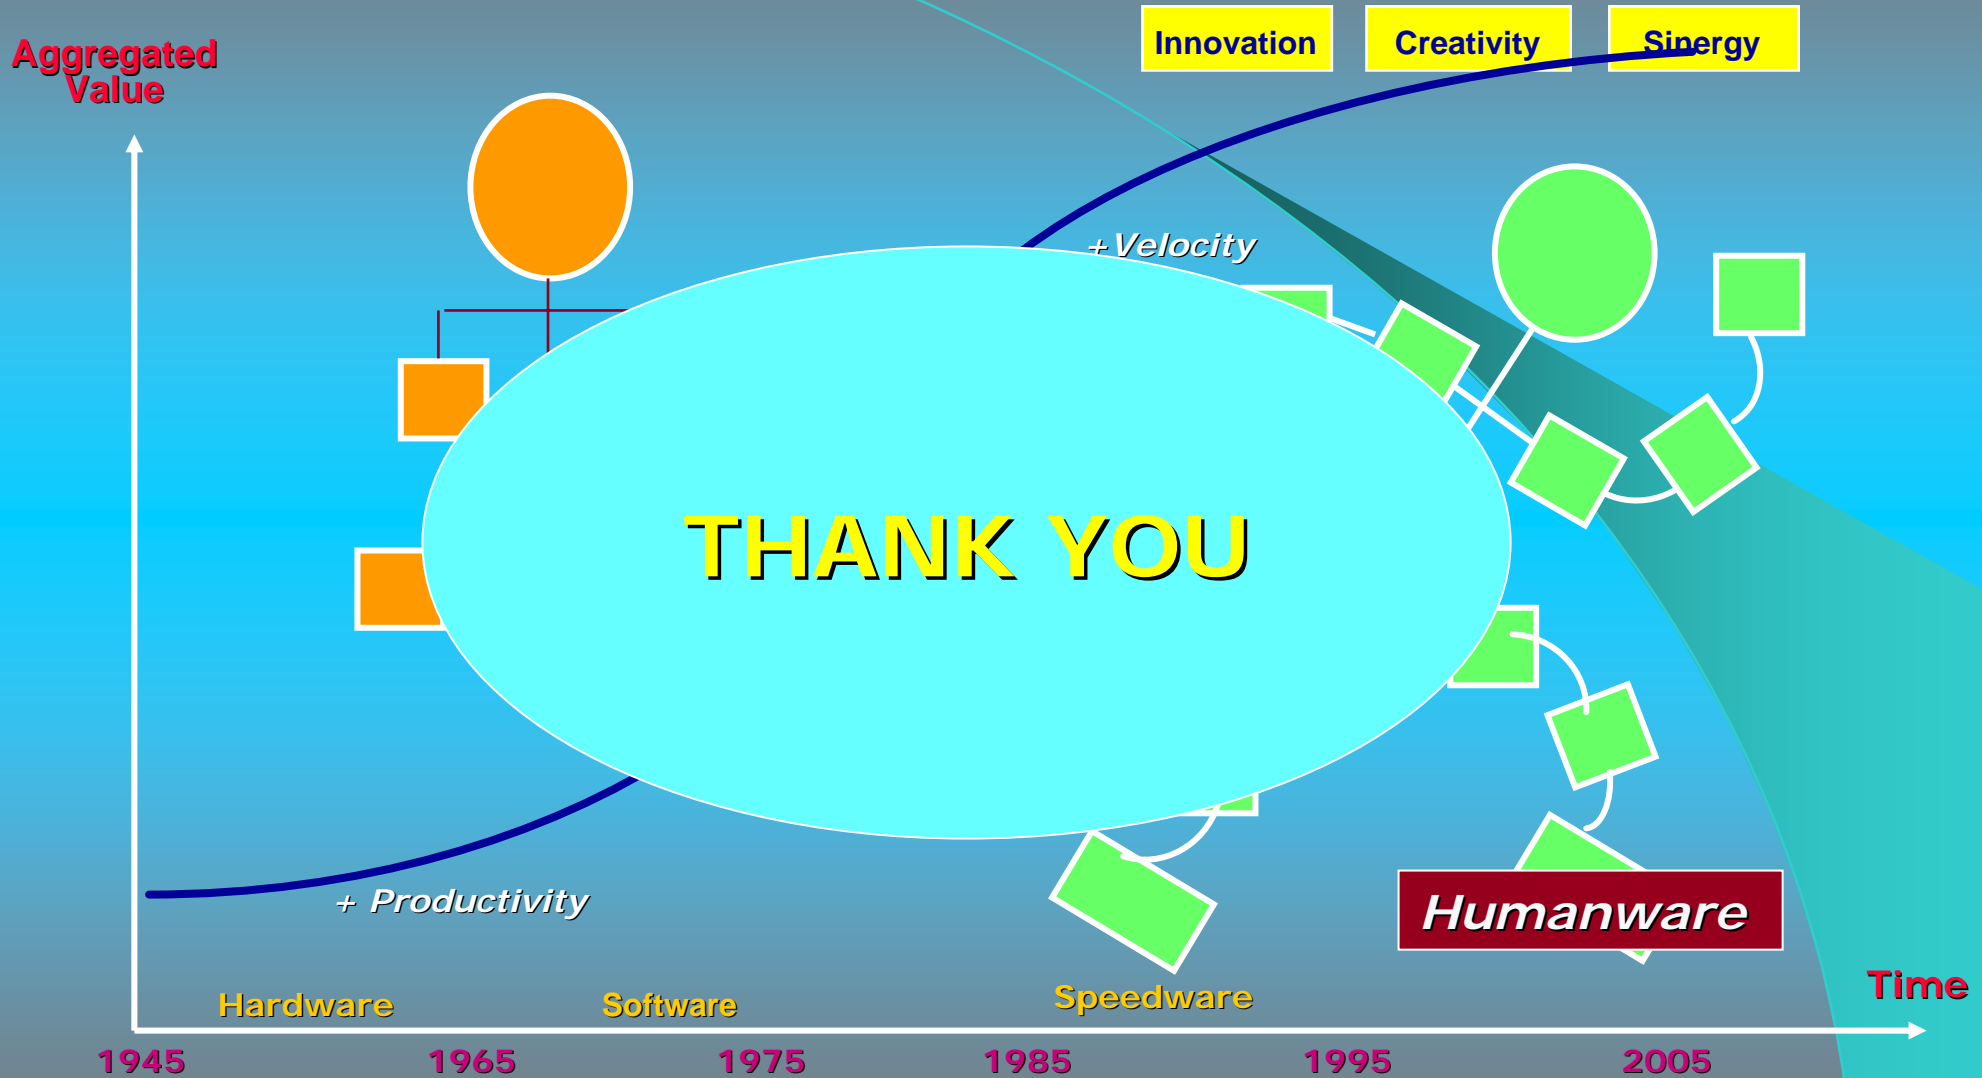 Innovation
Creativity
Sinergy
Aggregated
Value
+Velocity
THANK YOU
+ Productivity
Humanware
Time
Hardware
Software
Speedware
1945
1965
1975
1985
1995
2005